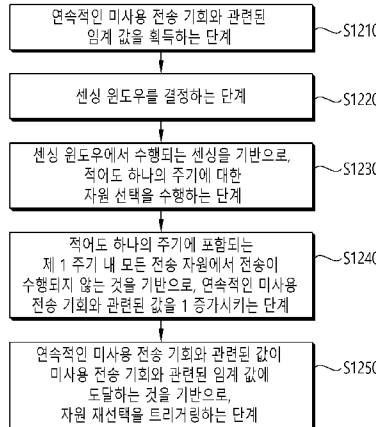 연속적인 미사용 전송 기회와 관련된
임계 값을 획득하는 단계
S1210
센싱 윈도우를 결정하는 단계
S1220
센싱 윈도우에서 수행되는 센싱을 기반으로,
적어도 하나의 주기에 대한
자원 선택을 수행하는 단계
S1230
적어도 하나의 주기에 포함되는
제 1 주기 내 모든 전송 자원에서 전송이
수행되지 않는 것을 기반으로, 연속적인 미사용
전송 기회와 관련된 값을 1 증가시키는 단계
S1240
연속적인 미사용 전송 기회와 관련된 값이
미사용 전송 기회와 관련된 임계 값에
도달하는 것을 기반으로,
자원 재선택을 트리거링하는 단계
S1250